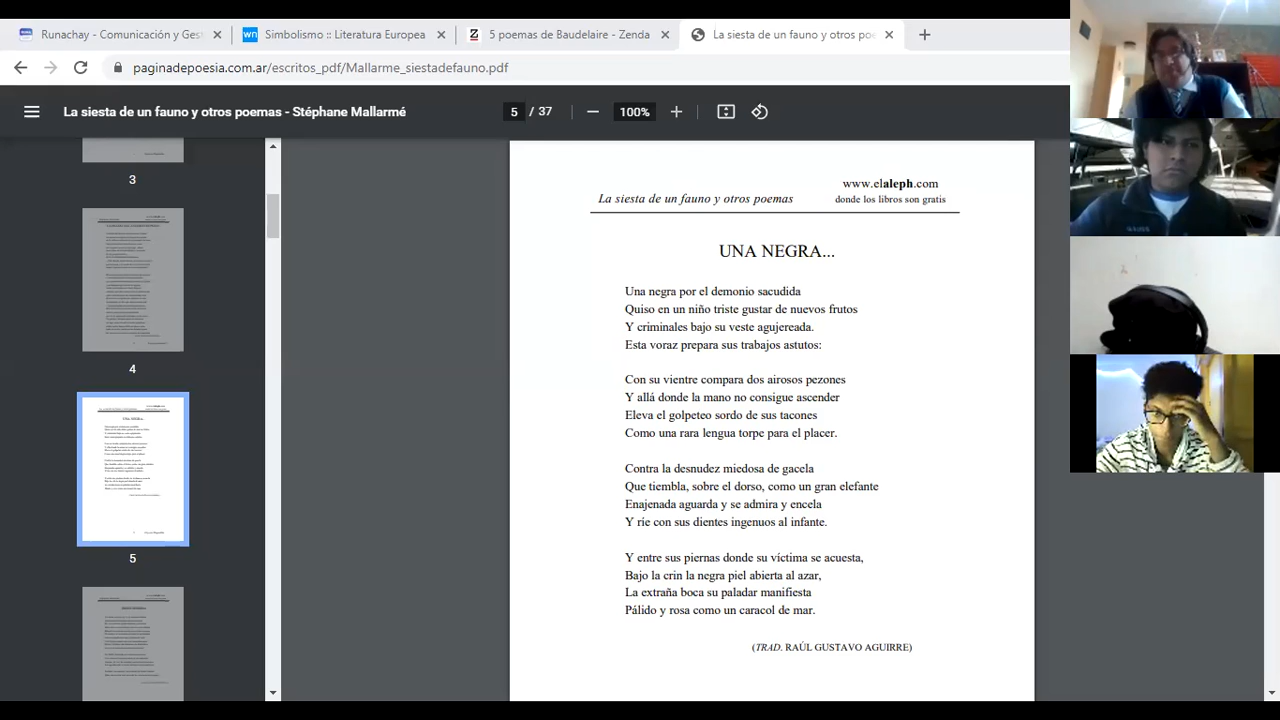 Runachay - Comunicación y Ges
Simbolismo :: Literatura Europea
5 poemas de Baudelaire - Zenda
La siesta de un fauno y otros po
paginadepoesia.com.ar/escritos_pdf/Mallarme_siestadefauno.pdf
La siesta de un fauno y otros poemas - Stéphane Mallarmé
5 / 37
100%
3
4
5
www.elaleph.com
La siesta de un fauno y otros poemas
donde los libros son gratis
UNA NEGRA...
Una negra por el demonio sacudida
Quiso en un niño triste gustar de nuevos frutos
Y criminales bajo su veste agujereada.
Esta voraz prepara sus trabajos astutos:
Con su vientre compara dos airosos pezones
Y allá donde la mano no consigue ascender
Eleva el golpeteo sordo de sus tacones
Como una rara lengua torpe para el placer.
Contra la desnudez miedosa de gacela
Que tiembla, sobre el dorso, como un gran elefante
Enajenada aguarda y se admira y encela
Y ríe con sus dientes ingenuos al infante.
Y entre sus piernas donde su víctima se acuesta,
Bajo la crin la negra piel abierta al azar,
La extraña boca su paladar manifiesta
Pálido y rosa como un caracol de mar.
(TRAD. RAÚL GUSTAVO AGUIRRE)